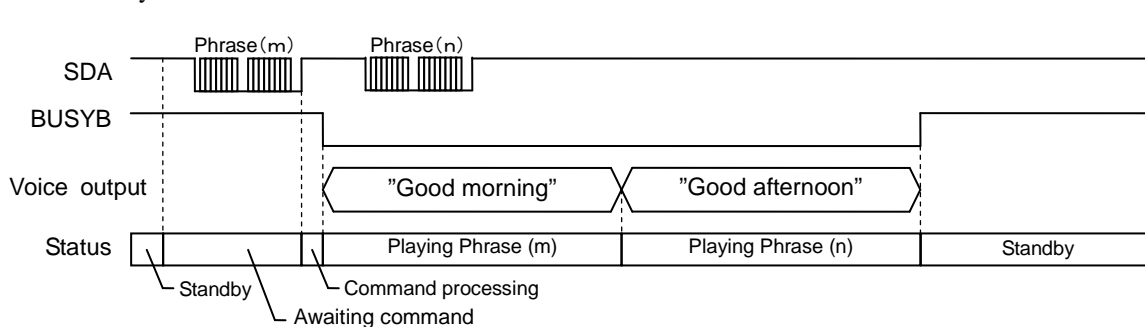 Phrase(m) Phrase(n)
SDA
BUSYB
Voice output "Good morning" "Good afternoon"
Status Playing Phrase (m) Playing Phrase (n) Standby
Standby Command processing
Awaiting command